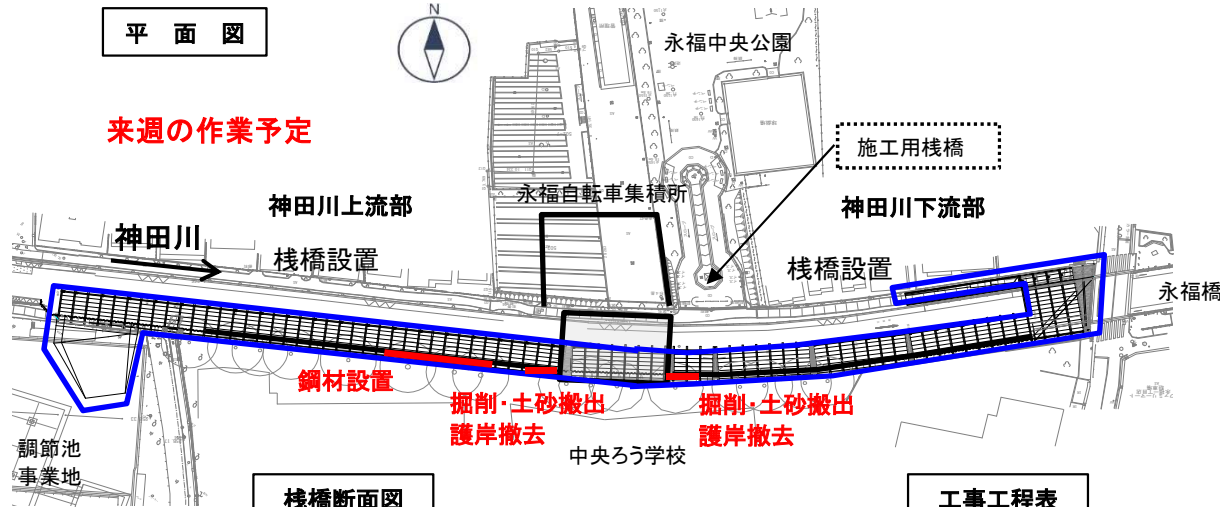 平 面 図
N
永福中央公園
来週の作業予定
施工用桟橋
永福自転車集積所
神田川上流部
神田川下流部
神田川
桟橋設置
桟橋設置
永福橋
鋼材設置
掘削・土砂搬出
護岸撤去
掘削・土砂搬出
護岸撤去
中央ろう学校
調節池
事業地
桟橋断面図
工事工程表